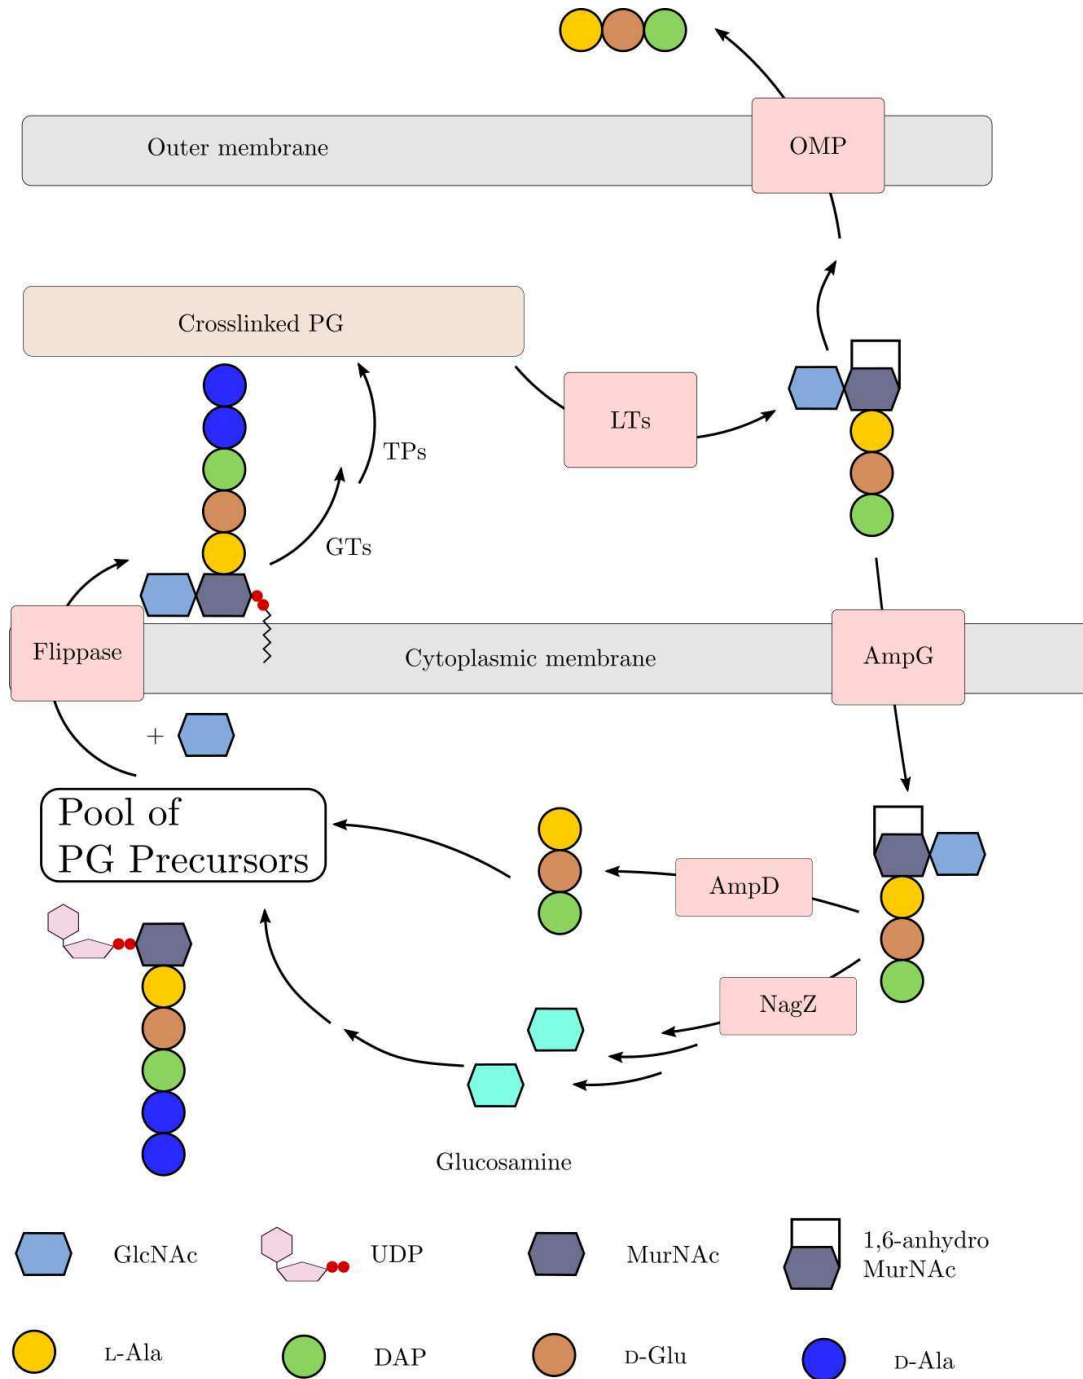 OMP
Outer membrane
Crosslinked PG
LTs
TPs
GTs
Flippase
Cytoplasmic membrane
AmpG
+
Pool of
PG Precursors
AmpD
NagZ
Glucosamine
GlcNAc
UDP
MurNAc
1,6-anhydro
MurNAc
L-Ala
DAP
D-Glu
D-Ala